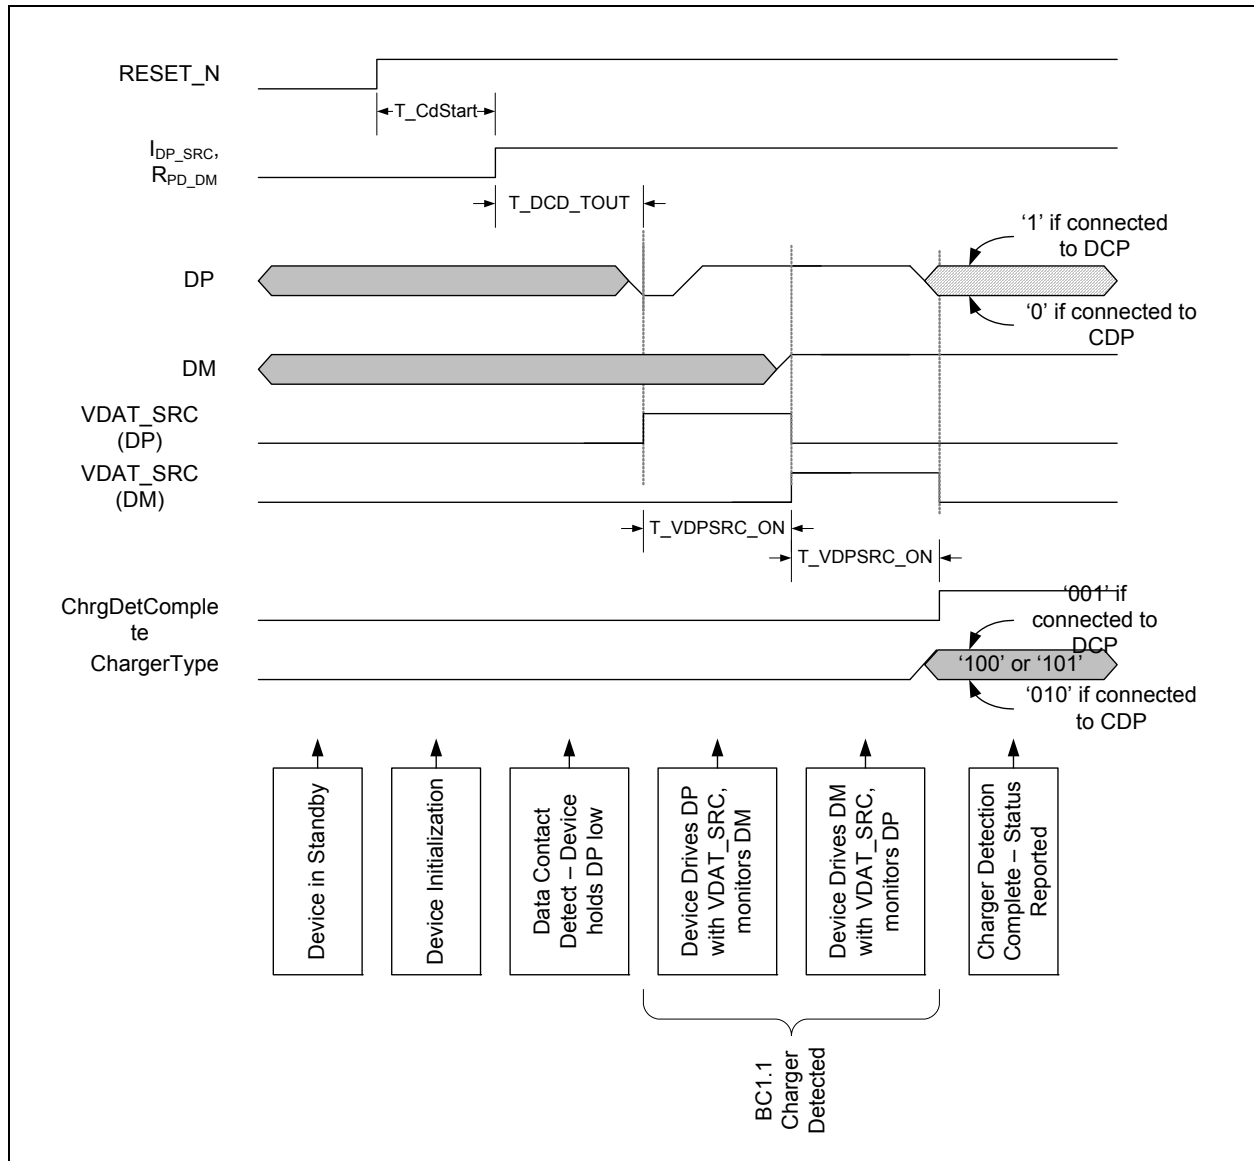 RESET_N
T_CdStart
IDP_SRC,
RPD_DM
T_DCD_TOUT
‘1’ if connected
to DCP
DP
‘0’ if connected to
CDP
DM
VDAT_SRC
(DP)
VDAT_SRC
(DM)
T_VDPSRC_ON
T_VDPSRC_ON
ChrgDetComple
te
‘001’ if
connected to
DCP
ChargerType
‘100’ or ‘101’
‘010’ if connected
to CDP
Device in Standby
Device Initialization
Data Contact
Detect – Device
holds DP low
Device Drives DP
with VDAT_SRC,
monitors DM
Device Drives DM
with VDAT_SRC,
monitors DP
Charger Detection
Complete – Status
Reported
BC1.1
Charger
Detected